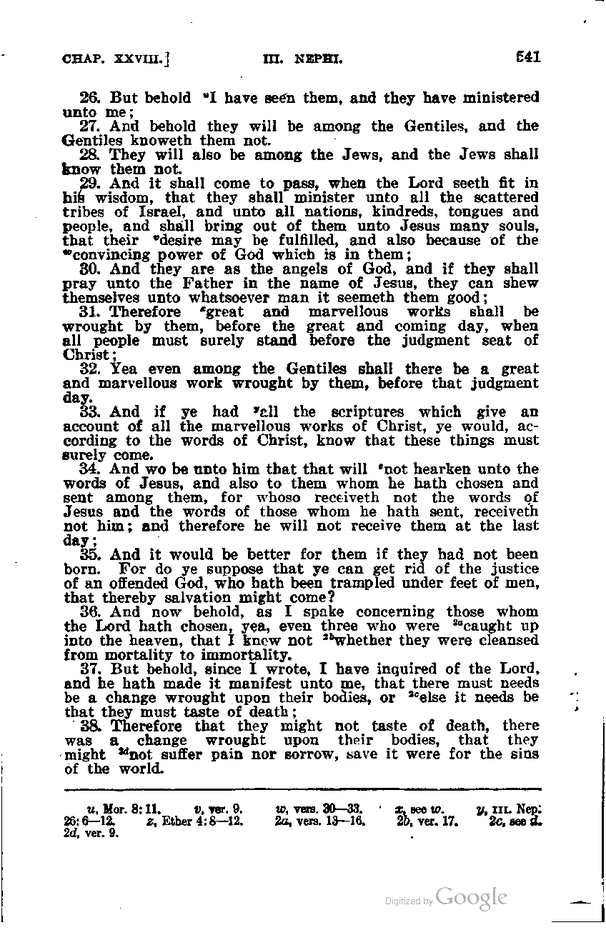 CHAP. XXVIII.] III. NEPHI. 541
26. But behold ᵘI have seen them, and they have ministered
unto me;
27. And behold they will be among the Gentiles, and the
Gentiles knoweth them not.
28. They will also be among the Jews, and the Jews shall
know them not.
29. And it shall come to pass, when the Lord seeth fit in
his wisdom, that they shall minister unto all the scattered
tribes of Israel, and unto all nations, kindreds, tongues and
people, and shall bring out of them unto Jesus many souls,
that their ᵛdesire may be fulfilled, and also because of the
ʷconvincing power of God which is in them;
30. And they are as the angels of God, and if they shall
pray unto the Father in the name of Jesus, they can shew
themselves unto whatsoever man it seemeth them good;
31. Therefore ˣgreat and marvellous works shall be
wrought by them, before the great and coming day, when
all people must surely stand before the judgment seat of
Christ;
32. Yea even among the Gentiles shall there be a great
and marvellous work wrought by them, before that judgment
day.
33. And if ye had ʸall the scriptures which give an
account of all the marvellous works of Christ, ye would, ac-
cording to the words of Christ, know that these things must
surely come.
34. And wo be unto him that that will ᶻnot hearken unto the
words of Jesus, and also to them whom he hath chosen and
sent among them, for whoso receiveth not the words of
Jesus and the words of those whom he hath sent, receiveth
not him; and therefore he will not receive them at the last
day;
35. And it would be better for them if they had not been
born. For do ye suppose that ye can get rid of the justice
of an offended God, who hath been trampled under feet of men,
that thereby salvation might come?
36. And now behold, as I spake concerning those whom
the Lord hath chosen, yea, even three who were ²ᵃcaught up
into the heaven, that I knew not ²ᵇwhether they were cleansed
from mortality to immortality.
37. But behold, since I wrote, I have inquired of the Lord,
and he hath made it manifest unto me, that there must needs
be a change wrought upon their bodies, or ²ᶜelse it needs be
that they must taste of death;
38. Therefore that they might not taste of death, there
was a change wrought upon their bodies, that they
might ²ᵈnot suffer pain nor sorrow, save it were for the sins
of the world.
u, Mor. 8:11. v, ver. 9. w, vers. 30—33. x, see w. y, III. Nep.
26:6—12. z, Ether 4:8—12. 2a, vers. 13—16. 2b, ver. 17. 2c, see d.
2d, ver. 9.
Digitized by Google